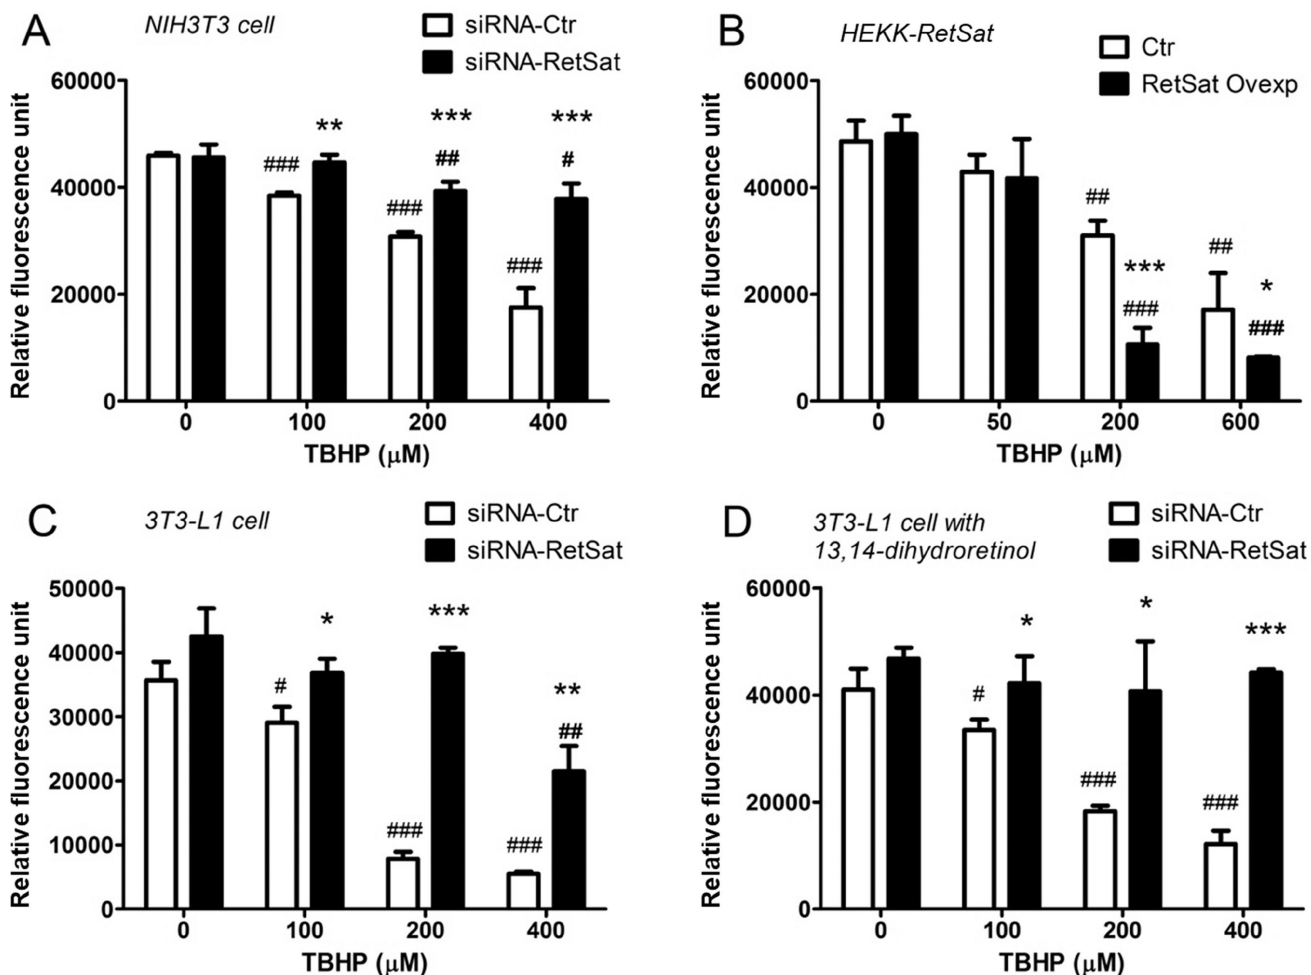 A
NIH3T3 cell
siRNA-Ctr
siRNA-RetSat
Relative fluorescence unit
60000
40000
20000
0
###
**
###
##
***
###
#
***
0 100 200 400
TBHP (μM)
B
HEKK-RetSat
Ctr
RetSat Ovexp
Relative fluorescence unit
60000
40000
20000
0
##
***
###
##
*
###
0 50 200 600
TBHP (μM)
C
3T3-L1 cell
siRNA-Ctr
siRNA-RetSat
Relative fluorescence unit
50000
40000
30000
20000
10000
0
#
*
###
***
###
**
##
0 100 200 400
TBHP (μM)
D
3T3-L1 cell with
13,14-dihydroretinol
siRNA-Ctr
siRNA-RetSat
Relative fluorescence unit
60000
40000
20000
0
#
*
###
*
###
***
0 100 200 400
TBHP (μM)